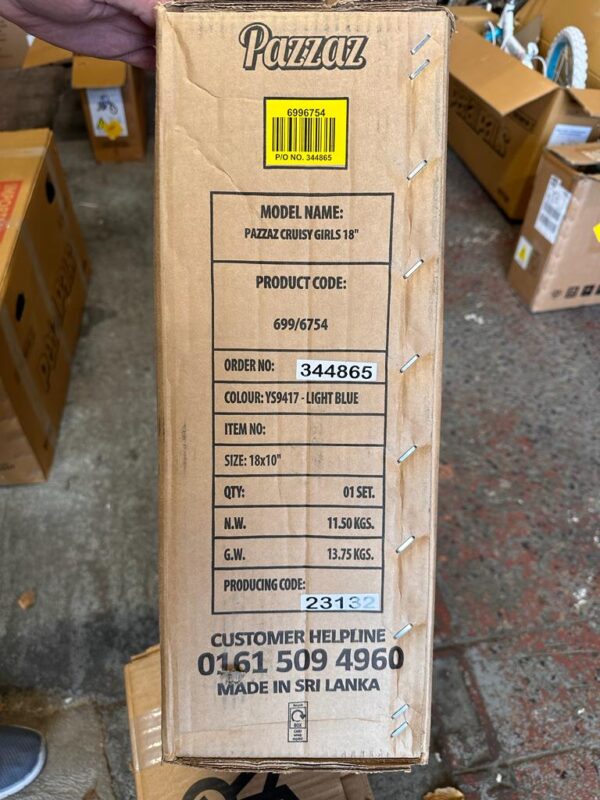 Pazzaz
6996754
P/O NO. 344865
MODEL NAME:
PAZZAZ CRUISY GIRLS 18"
PRODUCT CODE:
699/6754
ORDER NO: 344865
COLOUR: YS9417 - LIGHT BLUE
ITEM NO:
SIZE: 18x10"
QTY: 01 SET.
N.W. 11.50 KGS.
G.W. 13.75 KGS.
PRODUCING CODE:
23132
CUSTOMER HELPLINE
0161 509 4960
MADE IN SRI LANKA
BOX